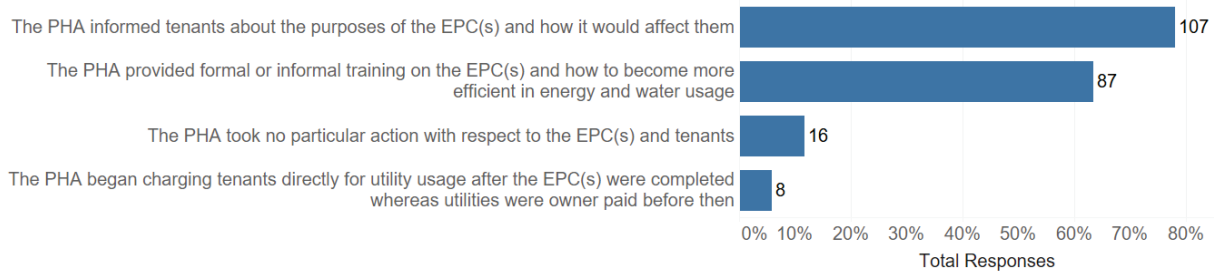 The PHA informed tenants about the purposes of the EPC(s) and how it would affect them
107
The PHA provided formal or informal training on the EPC(s) and how to become more
efficient in energy and water usage
87
The PHA took no particular action with respect to the EPC(s) and tenants
16
The PHA began charging tenants directly for utility usage after the EPC(s) were completed
whereas utilities were owner paid before then
8
0% 10% 20% 30% 40% 50% 60% 70% 80%
Total Responses